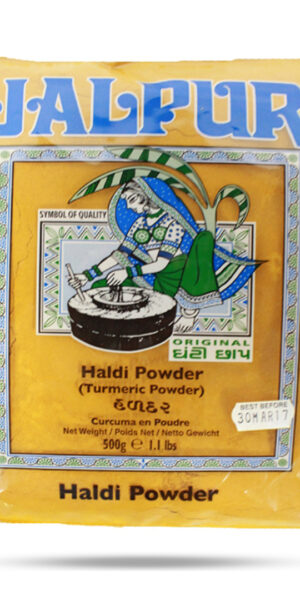 JALPUR
SYMBOL OF QUALITY
ORIGINAL
ઘંટી છાપ
Haldi Powder
(Turmeric Powder)
હળદર
Curcuma en Poudre
Net Weight / Poids Net / Netto Gewicht
500g ℮ 1.1 lbs
BEST BEFORE
30MAR17
Haldi Powder